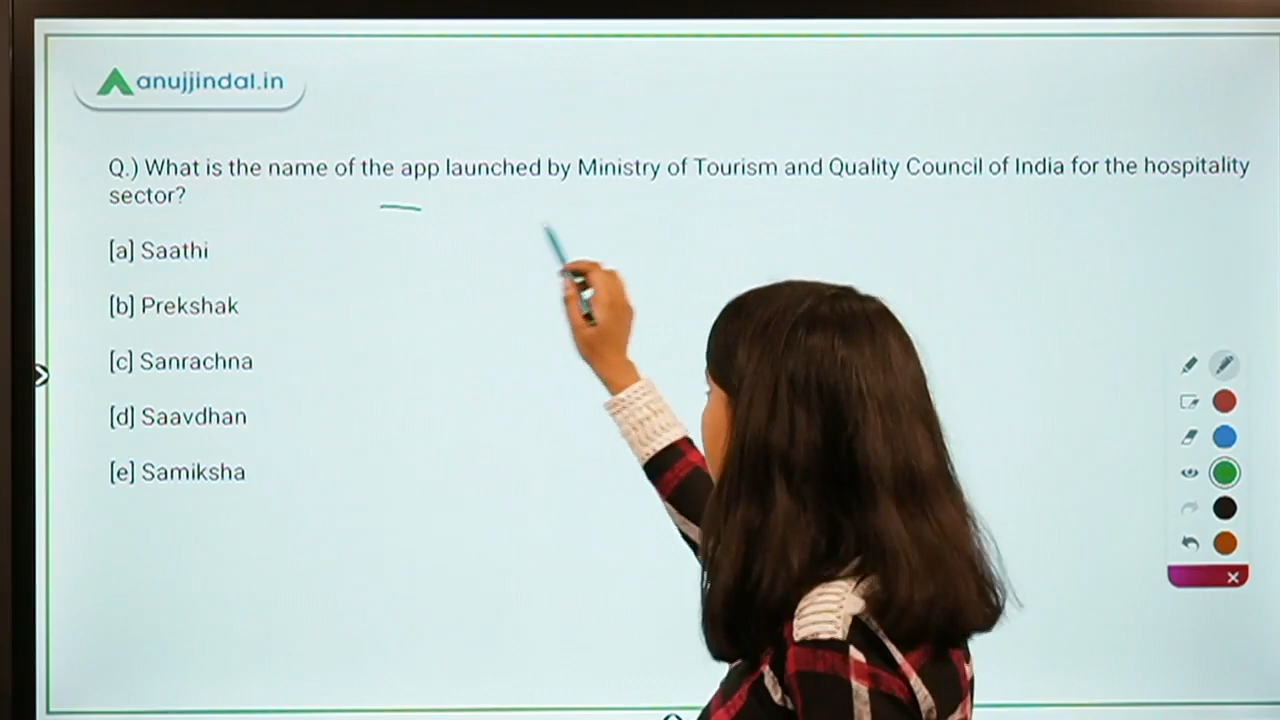 anujjindal.in
Q.) What is the name of the app launched by Ministry of Tourism and Quality Council of India for the hospitality
sector?
[a] Saathi
[b] Prekshak
[c] Sanrachna
[d] Saavdhan
[e] Samiksha